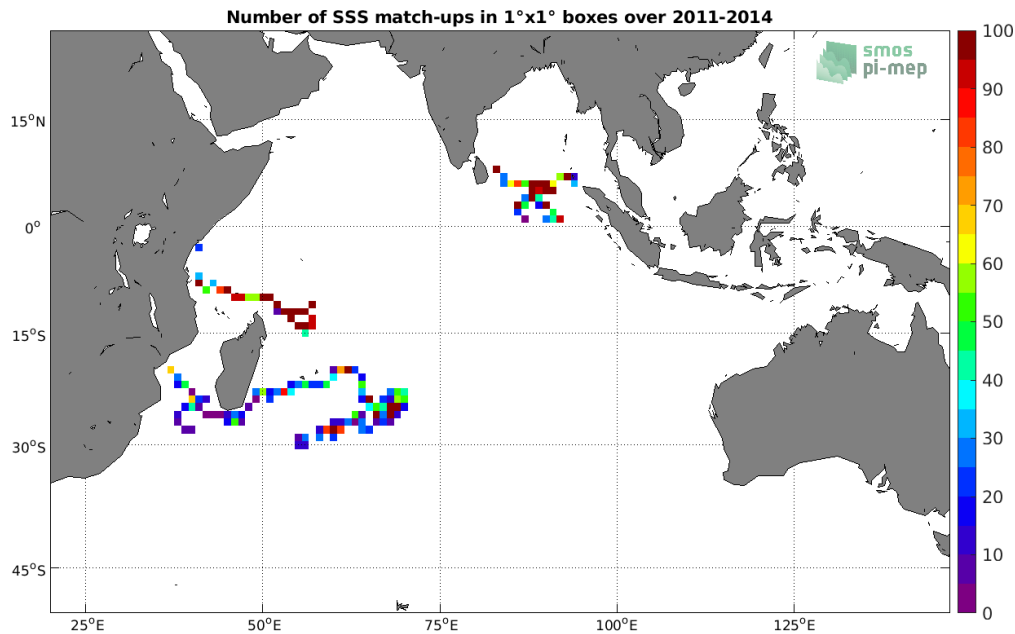 Number of SSS match-ups in 1°x1° boxes over 2011-2014
smos
pi-mep
100
90
80
70
60
50
40
30
20
10
0
15°N
0°
15°S
30°S
45°S
25°E
50°E
75°E
100°E
125°E